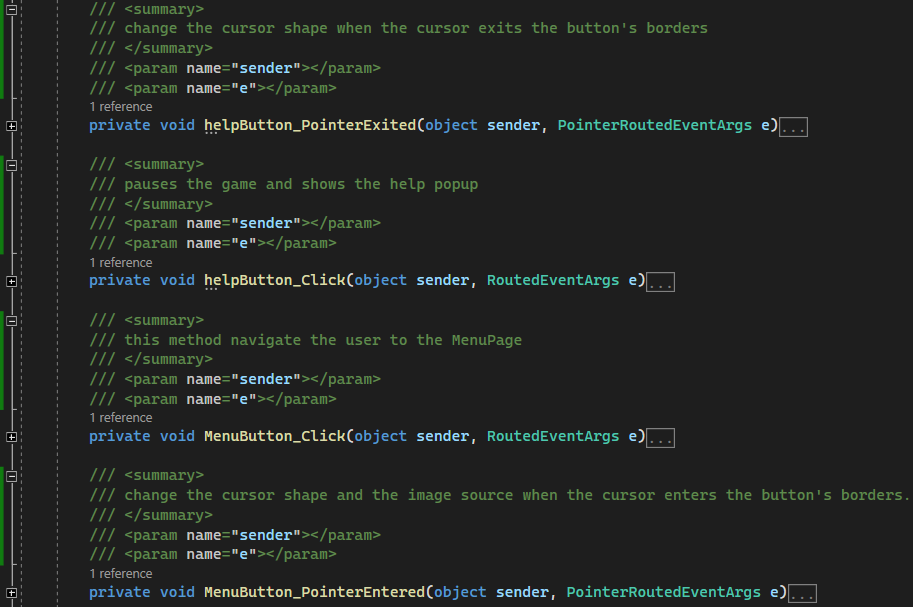 /// <summary>
/// change the cursor shape when the cursor exits the button's borders
/// </summary>
/// <param name="sender"></param>
/// <param name="e"></param>
1 reference
private void helpButton_PointerExited(object sender, PointerRoutedEventArgs e)...
/// <summary>
/// pauses the game and shows the help popup
/// </summary>
/// <param name="sender"></param>
/// <param name="e"></param>
1 reference
private void helpButton_Click(object sender, RoutedEventArgs e)...
/// <summary>
/// this method navigate the user to the MenuPage
/// </summary>
/// <param name="sender"></param>
/// <param name="e"></param>
1 reference
private void MenuButton_Click(object sender, RoutedEventArgs e)...
/// <summary>
/// change the cursor shape and the image source when the cursor enters the button's borders.
/// </summary>
/// <param name="sender"></param>
/// <param name="e"></param>
1 reference
private void MenuButton_PointerEntered(object sender, PointerRoutedEventArgs e)...